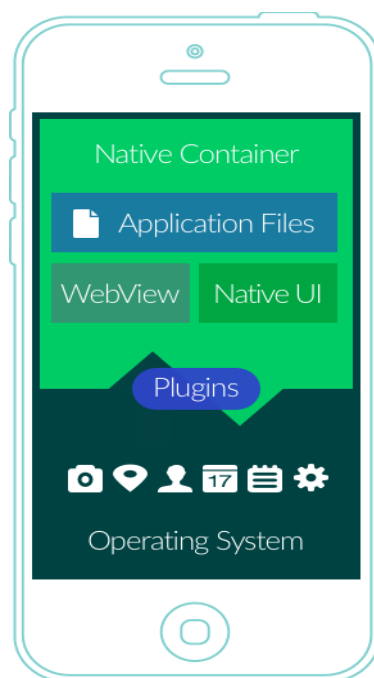 Native Container
Application Files
WebView Native UI
Plugins
17
Operating System